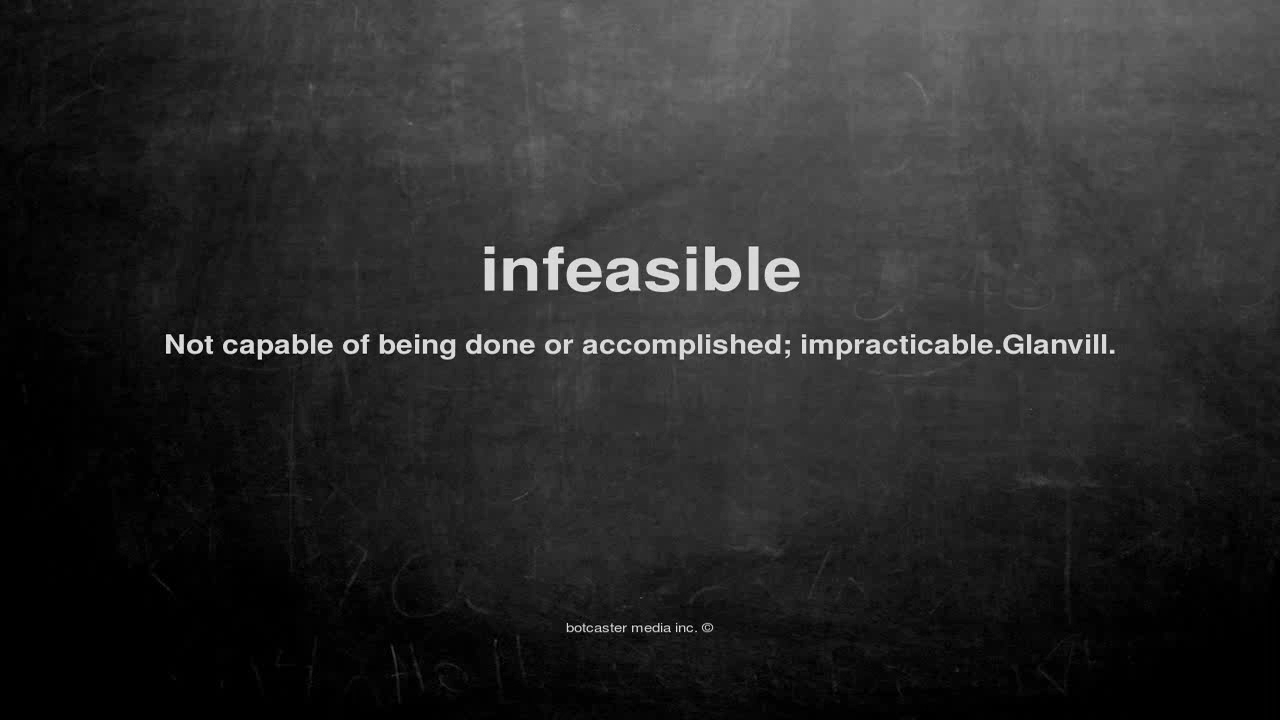 infeasible
Not capable of being done or accomplished; impracticable.Glanvill.
botcaster media inc. ©